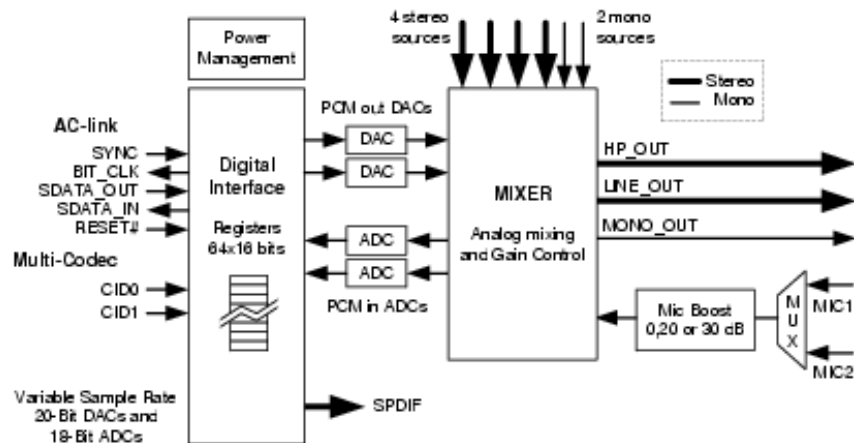 Power
Management
4 stereo
sources
2 mono
sources
Stereo
Mono
AC-link
SYNC
BIT_CLK
SDATA_OUT
SDATA_IN
RESET#
Multi-Codec
CID0
CID1
Digital
Interface
Registers
64x16 bits
PCM out DACs
DAC
DAC
ADC
ADC
PCM in ADCs
MIXER
Analog mixing
and Gain Control
HP_OUT
LINE_OUT
MONO_OUT
Mic Boost
0,20 or 30 dB
MUX
MIC1
MIC2
Variable Sample Rate
20-Bit DACs and
18-Bit ADCs
SPDIF